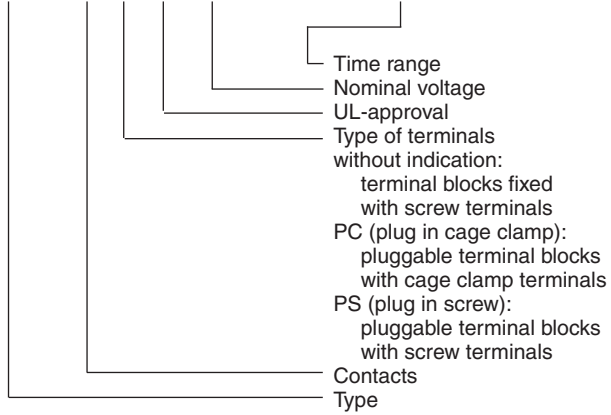 Time range
Nominal voltage
UL-approval
Type of terminals
without indication:
terminal blocks fixed
with screw terminals
PC (plug in cage clamp):
pluggable terminal blocks
with cage clamp terminals
PS (plug in screw):
pluggable terminal blocks
with screw terminals
Contacts
Type